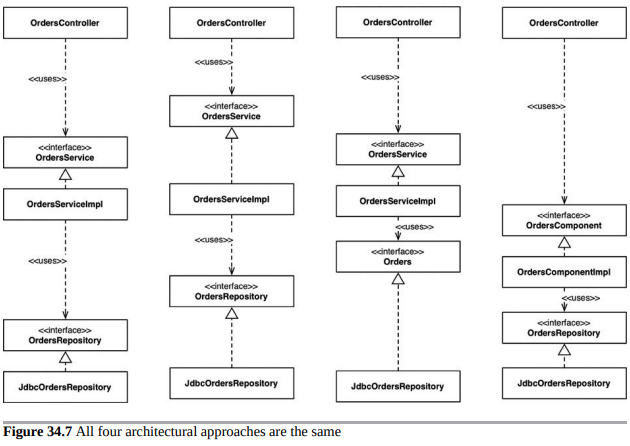 OrdersController
<<uses>>
<<interface>>
OrdersService
OrdersServiceImpl
<<uses>>
<<interface>>
OrdersRepository
JdbcOrdersRepository
OrdersController
<<uses>>
<<interface>>
OrdersService
OrdersServiceImpl
<<uses>>
<<interface>>
OrdersRepository
JdbcOrdersRepository
OrdersController
<<uses>>
<<interface>>
OrdersService
OrdersServiceImpl
<<uses>>
<<interface>>
Orders
JdbcOrdersRepository
OrdersController
<<uses>>
<<interface>>
OrdersComponent
OrdersComponentImpl
<<uses>>
<<interface>>
OrdersRepository
JdbcOrdersRepository
Figure 34.7 All four architectural approaches are the same